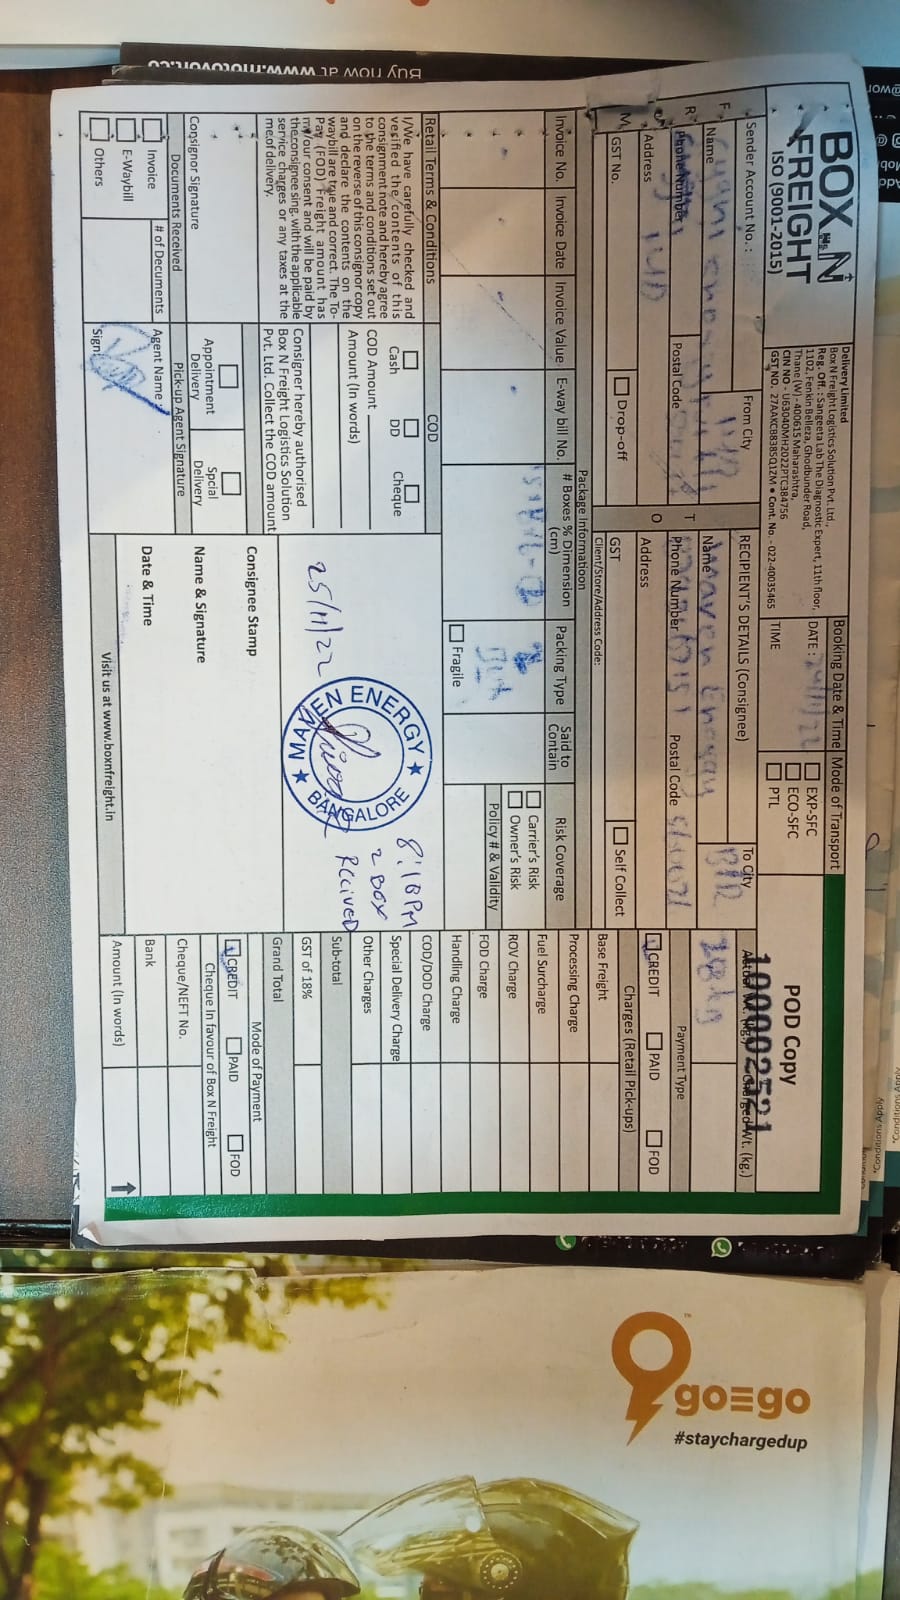 Buy now at www.motovolt.co
BOX N
FREIGHT
ISO (9001-2015)
Delivery Limited
Box N Freight Logistics Solution Pvt. Ltd.,
Reg. Off : Sangeeta Lab The Diagnostic Expert, 11th floor,
1102, Fenkin Belleza, Ghodbunder Road,
Thane (W) - 400615 Maharashtra,
CIN NO - U63040MH2022PTC384756
GST NO. 27AAKCB8385Q1ZM • Cont. No. - 022-40035465
Booking Date & Time
DATE : 24/11/22
TIME
Mode of Transport
EXP-SFC
ECO-SFC
PTL
POD Copy
100002521
Sender Account No. :
From City
RECIPIENT'S DETAILS (Consignee)
To City
Actual Wt. (kg.) Charged Wt. (kg.)
F
R
M
Name
Name Maven Energy
Phone Number
Postal Code
T
O
Phone Number
Postal Code
Payment Type
Address
Drop-off
Address
CREDIT
PAID
FOD
GST No.
GST
Self Collect
Charges (Retail Pick-ups)
Client/Store/Address Code:
Base Freight
Package Informatioon
Processing Charge
Invoice No.
Invoice Date
Invoice Value
E-way bill No.
# Boxes % Dimension (cm)
Packing Type
Said to Contain
Risk Coverage
Fuel Surcharge
Carrier's Risk
Owner's Risk
ROV Charge
Policy # & Validity
FOD Charge
Fragile
Handling Charge
Retail Terms & Conditions
COD
COD/DOD Charge
I/We have carefully checked and
vesified the contents of this
consignment note and hereby agree
to the terms and conditions set out
on the reverse of this consignor copy
and declare the contents on the
waybill are true and correct. The To-
Pay (FOD) Freight amount has
my/our consent and will be paid by
the consignee sing. with the applicable
service charges or any taxes at the
me of delivery.
Cash
DD
Cheque
COD Amount
Amount (In words)
Consigner hereby authorised
Box N Freight Logistics Solution
Pvt. Ltd. Collect the COD amount
8:10 PM
2 BOX
Received
25/11/22
MAVEN ENERGY
BANGALORE
Special Delivery Charge
Other Charges
Sub-total
GST of 18%
Grand Total
Consignor Signature
Appointment Delivery
Spcial Delivery
Consignee Stamp
Name & Signature
Mode of Payment
CREDIT
PAID
FOD
Cheque In favour of Box N Freight
Documents Received
Pick-up Agent Signature
Cheque/NEFT No.
Invoice
E-Waybill
Others
# of Documents
Agent Name :
Sign:
Date & Time
Bank
Visit us at www.boxnfreight.in
Amount (In words)
goEgo
#staychargedup